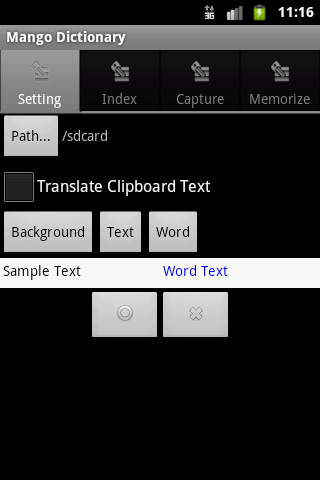 3G 11:16
Mango Dictionary
Setting Index Capture Memorize
Path... /sdcard
Translate Clipboard Text
Background Text Word
Sample Text Word Text